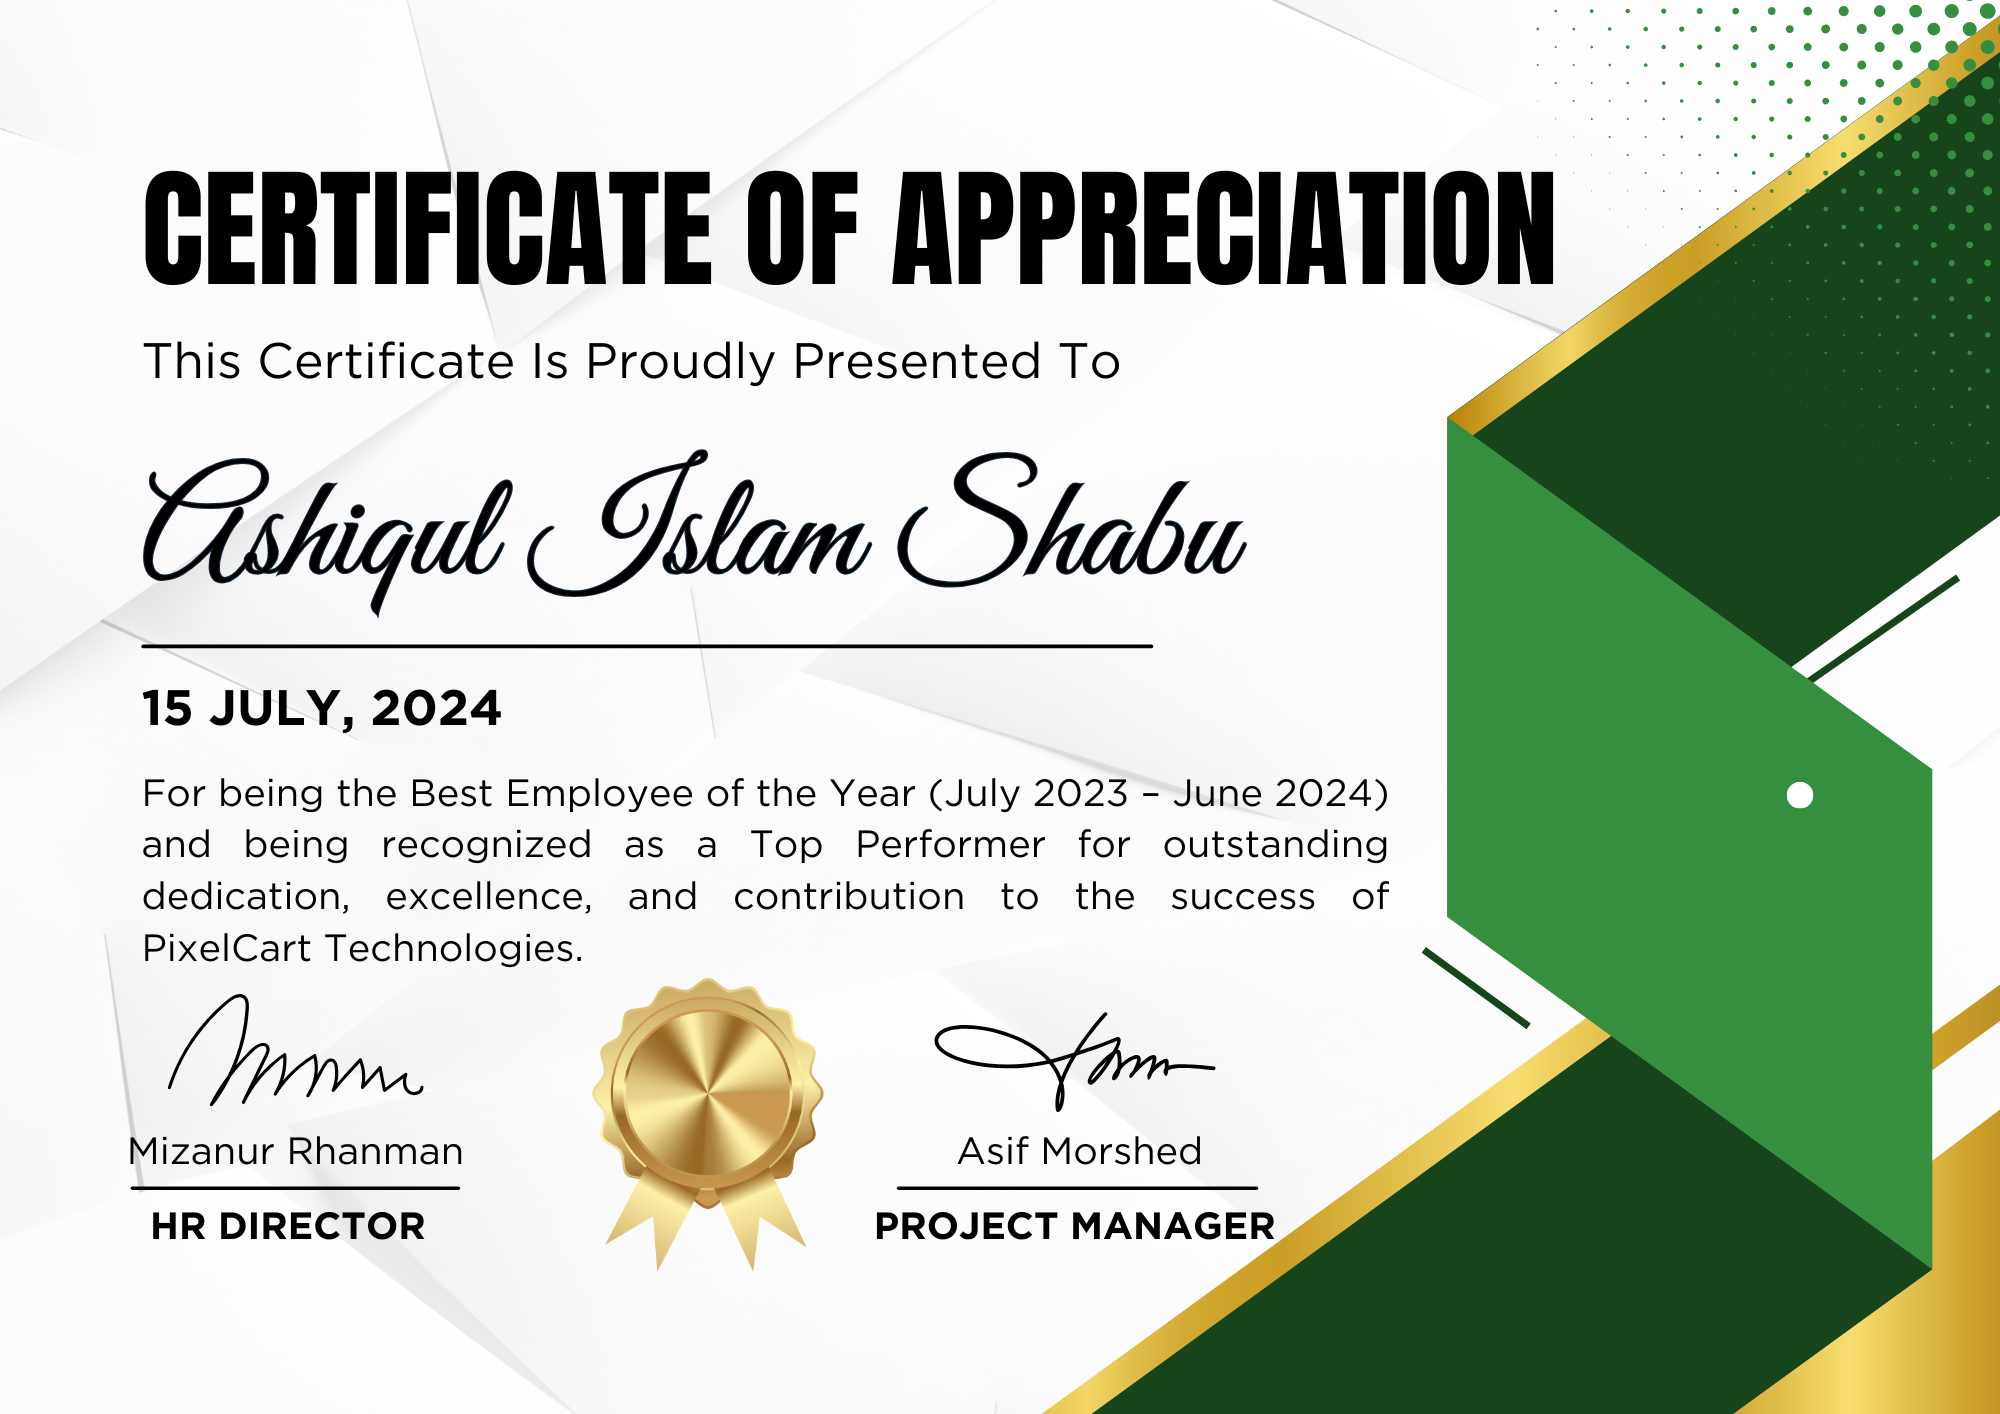 CERTIFICATE OF APPRECIATION
This Certificate Is Proudly Presented To
Ashiqul Islam Shabu
15 JULY, 2024
For being the Best Employee of the Year (July 2023 – June 2024)
and being recognized as a Top Performer for outstanding
dedication, excellence, and contribution to the success of
PixelCart Technologies.
Mizanur Rhanman
HR DIRECTOR
Asif Morshed
PROJECT MANAGER